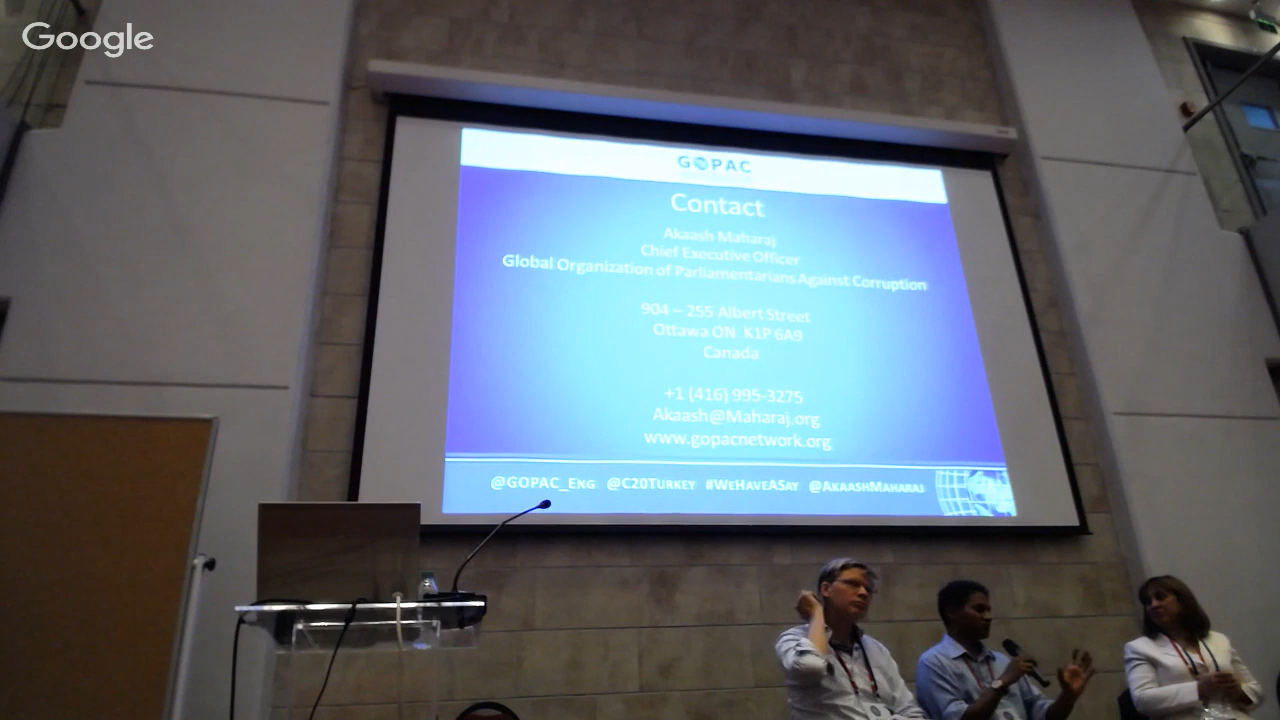 Google
GOPAC
Contact
Akaash Maharaj
Chief Executive Officer
Global Organization of Parliamentarians Against Corruption
904 – 255 Albert Street
Ottawa ON K1P 6A9
Canada
+1 (416) 995-3275
Akaash@Maharaj.org
www.gopacnetwork.org
@GOPAC_Eng @C20Turkey #WeHaveASay @AkaashMaharaj